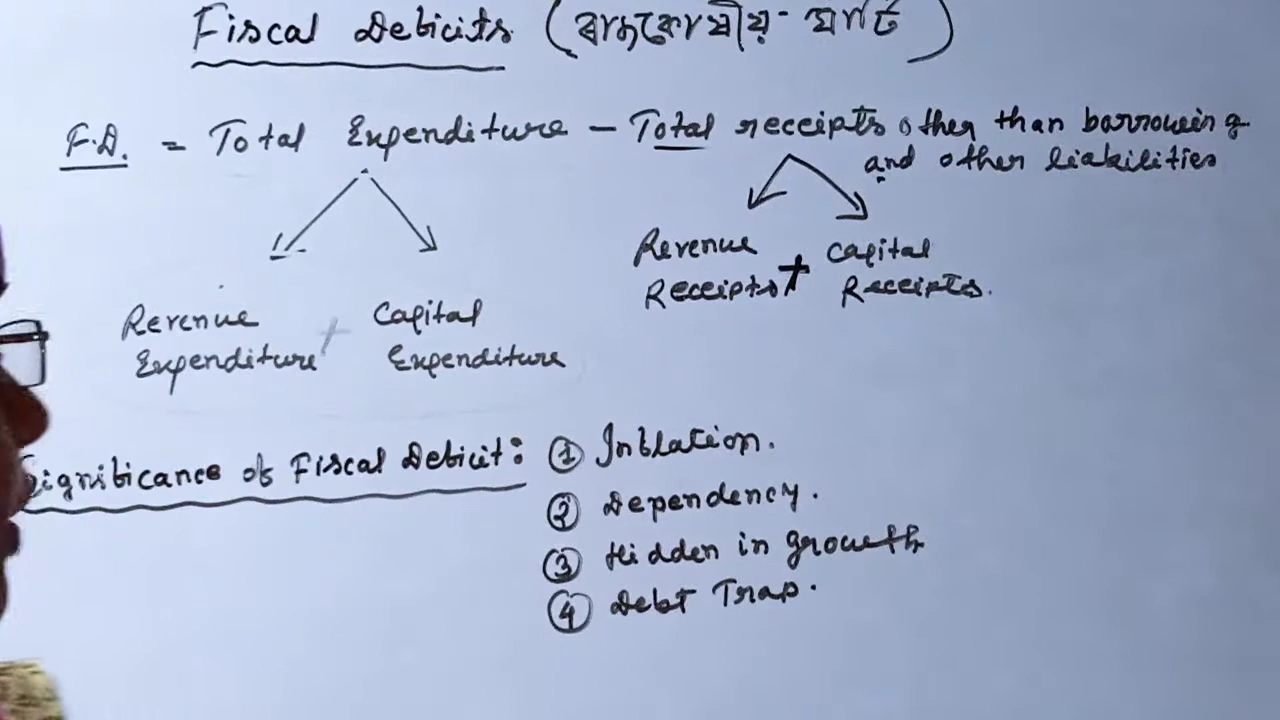 Fiscal Deficits (ৰাজকোষীয়- ঘাটি)
F.D. = Total Expenditure – Total receipts other than borrowing
and other liabilities
Revenue Expenditure + Capital Expenditure
Revenue Receipts + Capital Receipts.
Significance of Fiscal Deficit:
① Inflation.
② Dependency.
③ Hidden in growth
④ Debt Trap.